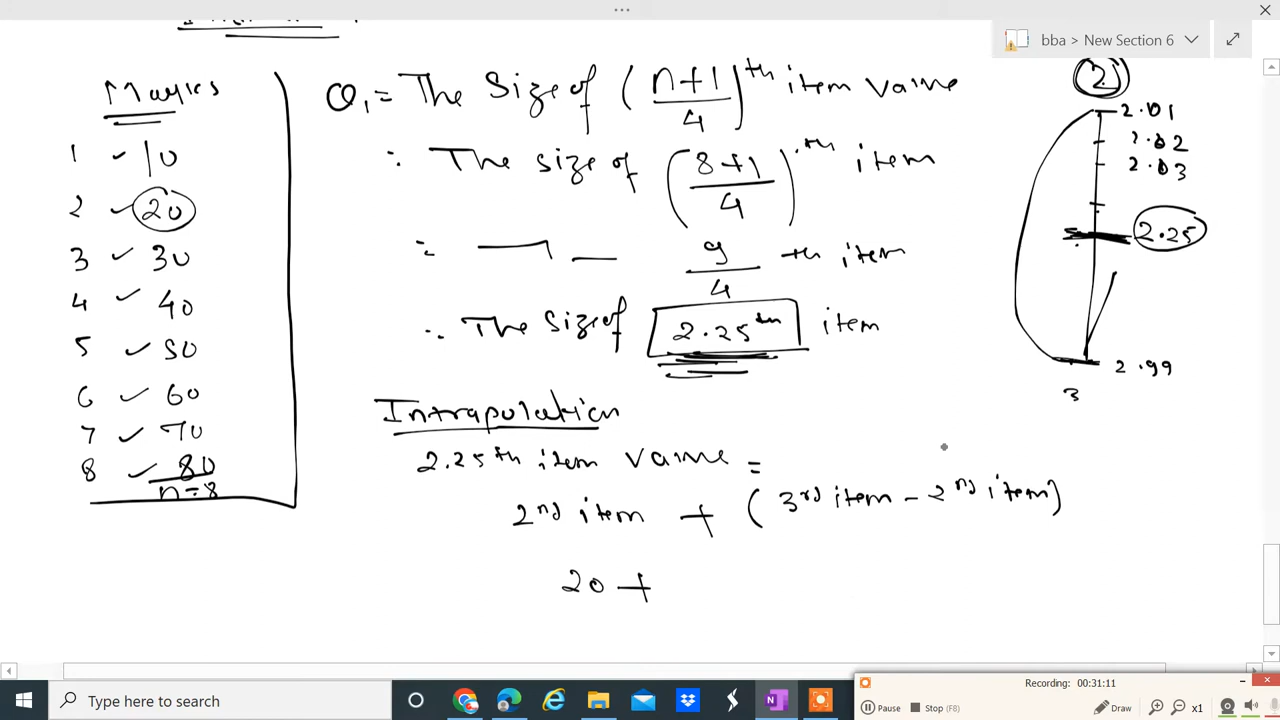 bba > New Section 6
Marks
1 ✓ 10
2 ✓ 20
3 ✓ 30
4 ✓ 40
5 ✓ 50
6 ✓ 60
7 ✓ 70
8 ✓ 80
n = 8
Q1 = The Size of (n+1/4)th item value
∴ The size of (8+1/4)th item
= 9/4 th item
∴ The Size of 2.25th item
Intrapolation
2.25th item value =
2nd item + (3rd item - 2nd item)
20 +
2
2.01
2.02
2.03
2.25
2.99
3
Type here to search
Recording: 00:31:11
Pause Stop (F8) Draw x1